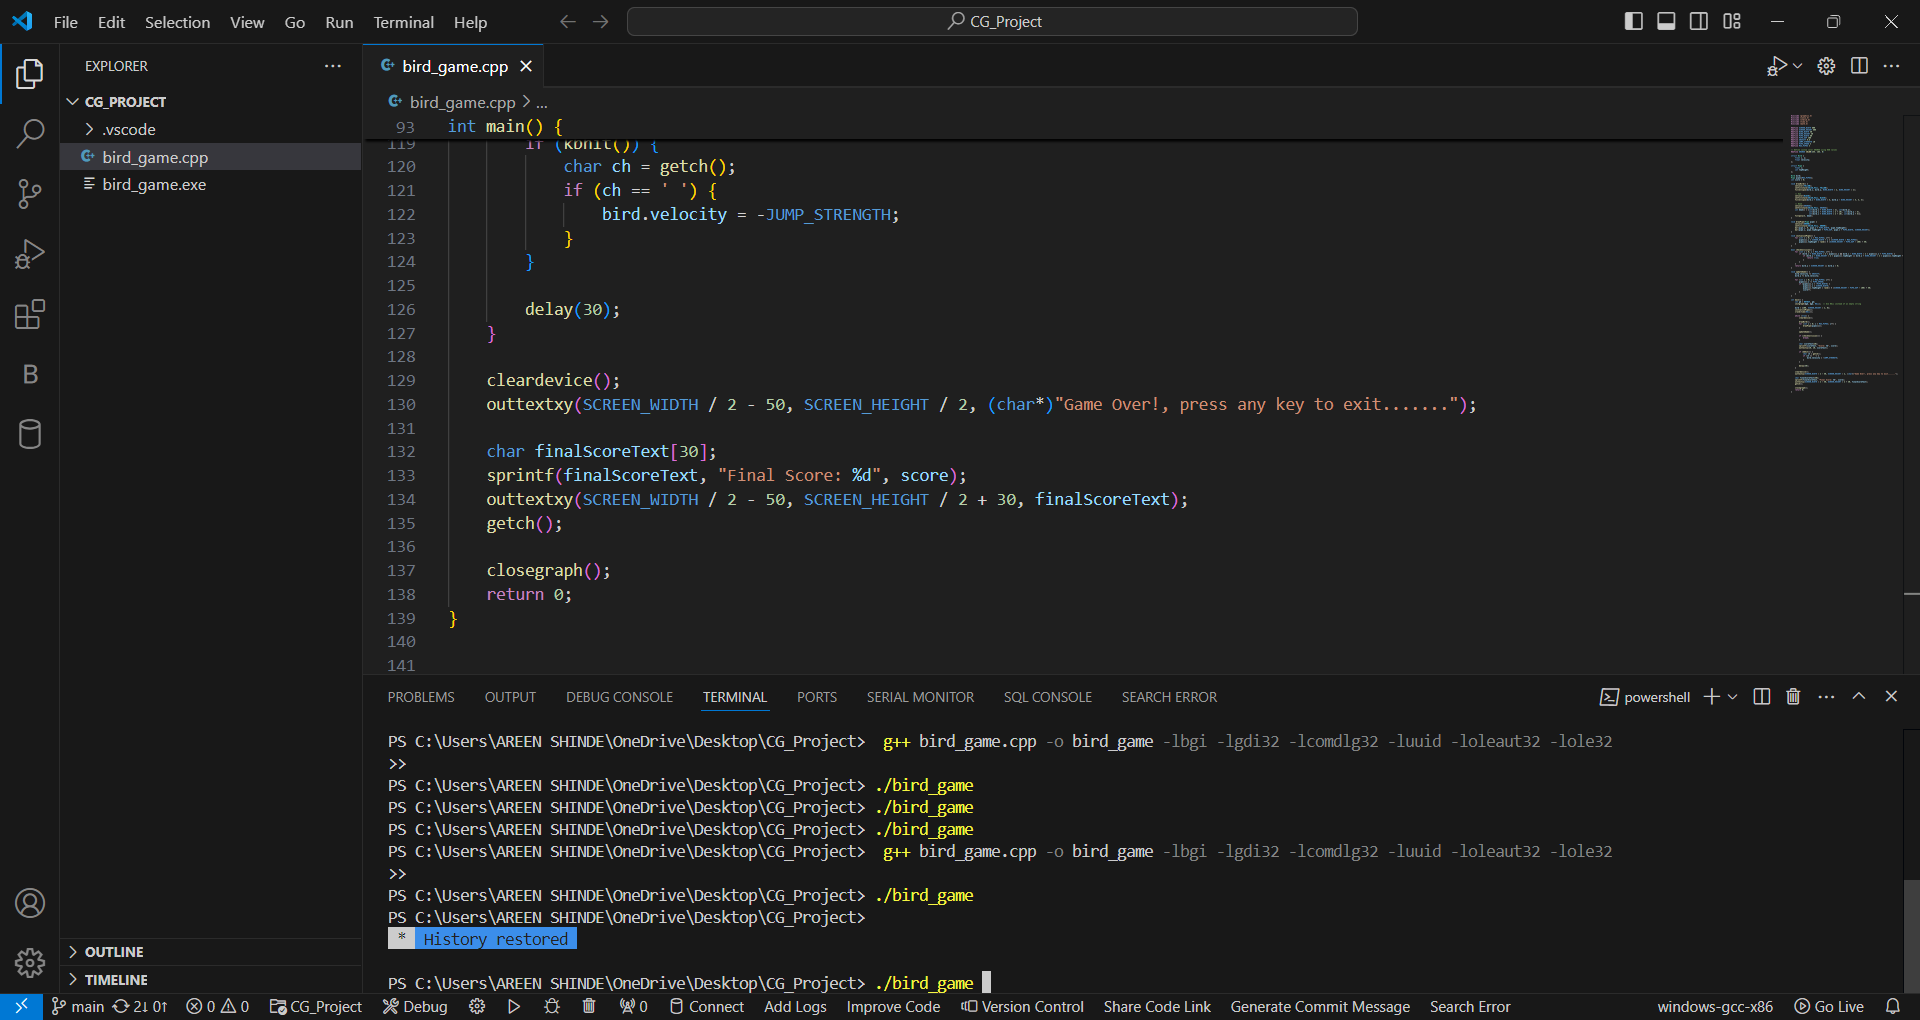 File Edit Selection View Go Run Terminal Help CG_Project
EXPLORER
CG_PROJECT
.vscode
bird_game.cpp
bird_game.exe
OUTLINE
TIMELINE
bird_game.cpp
bird_game.cpp > ...
93 int main() {
119 if (kbhit()) {
120 char ch = getch();
121 if (ch == ' ') {
122 bird.velocity = -JUMP_STRENGTH;
123 }
124 }
125
126 delay(30);
127 }
128
129 cleardevice();
130 outtextxy(SCREEN_WIDTH / 2 - 50, SCREEN_HEIGHT / 2, (char*)"Game Over!, press any key to exit.......");
131
132 char finalScoreText[30];
133 sprintf(finalScoreText, "Final Score: %d", score);
134 outtextxy(SCREEN_WIDTH / 2 - 50, SCREEN_HEIGHT / 2 + 30, finalScoreText);
135 getch();
136
137 closegraph();
138 return 0;
139 }
140
141
PROBLEMS OUTPUT DEBUG CONSOLE TERMINAL PORTS SERIAL MONITOR SQL CONSOLE SEARCH ERROR powershell
PS C:\Users\AREEN SHINDE\OneDrive\Desktop\CG_Project> g++ bird_game.cpp -o bird_game -lbgi -lgdi32 -lcomdlg32 -luuid -loleaut32 -lole32
>>
PS C:\Users\AREEN SHINDE\OneDrive\Desktop\CG_Project> ./bird_game
PS C:\Users\AREEN SHINDE\OneDrive\Desktop\CG_Project> ./bird_game
PS C:\Users\AREEN SHINDE\OneDrive\Desktop\CG_Project> ./bird_game
PS C:\Users\AREEN SHINDE\OneDrive\Desktop\CG_Project> g++ bird_game.cpp -o bird_game -lbgi -lgdi32 -lcomdlg32 -luuid -loleaut32 -lole32
>>
PS C:\Users\AREEN SHINDE\OneDrive\Desktop\CG_Project> ./bird_game
PS C:\Users\AREEN SHINDE\OneDrive\Desktop\CG_Project>
* History restored
PS C:\Users\AREEN SHINDE\OneDrive\Desktop\CG_Project> ./bird_game
main 2↓ 0↑ 0 0 CG_Project Debug 0 Connect Add Logs Improve Code Version Control Share Code Link Generate Commit Message Search Error windows-gcc-x86 Go Live